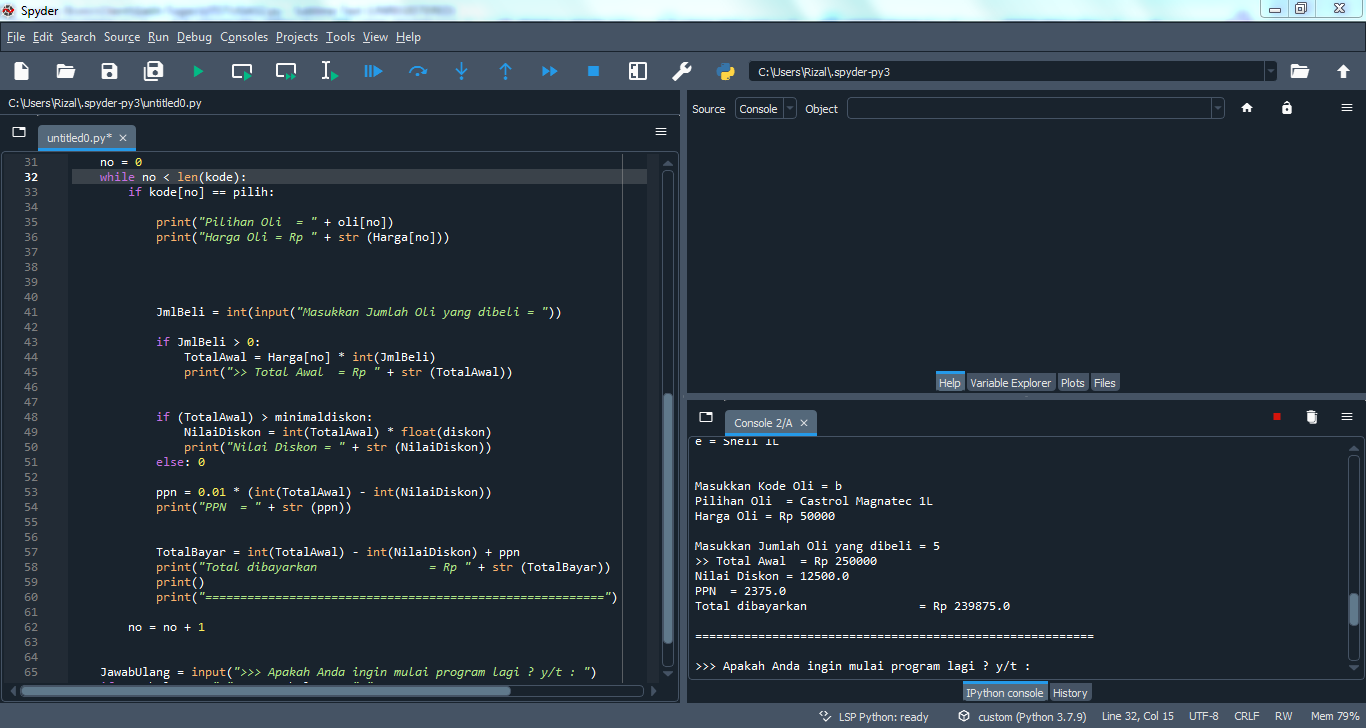 Spyder
File Edit Search Source Run Debug Consoles Projects Tools View Help
C:\Users\Rizal\.spyder-py3
C:\Users\Rizal\.spyder-py3\untitled0.py
untitled0.py*
31 no = 0
32 while no < len(kode):
33 if kode[no] == pilih:
34
35 print("Pilihan Oli  = " + oli[no])
36 print("Harga Oli = Rp " + str (Harga[no]))
37
38
39
40
41 JmlBeli = int(input("Masukkan Jumlah Oli yang dibeli = "))
42
43 if JmlBeli > 0:
44 TotalAwal = Harga[no] * int(JmlBeli)
45 print(">> Total Awal  = Rp " + str (TotalAwal))
46
47
48 if (TotalAwal) > minimaldiskon:
49 NilaiDiskon = int(TotalAwal) * float(diskon)
50 print("Nilai Diskon = " + str (NilaiDiskon))
51 else: 0
52
53 ppn = 0.01 * (int(TotalAwal) - int(NilaiDiskon))
54 print("PPN  = " + str (ppn))
55
56
57 TotalBayar = int(TotalAwal) - int(NilaiDiskon) + ppn
58 print("Total dibayarkan                = Rp " + str (TotalBayar))
59 print()
60 print("=========================================================")
61
62 no = no + 1
63
64
65 JawabUlang = input(">>> Apakah Anda ingin mulai program lagi ? y/t : ")
Source Console Object
Help Variable Explorer Plots Files
Console 2/A
e = Shell 1L
Masukkan Kode Oli = b
Pilihan Oli  = Castrol Magnatec 1L
Harga Oli = Rp 50000
Masukkan Jumlah Oli yang dibeli = 5
>> Total Awal  = Rp 250000
Nilai Diskon = 12500.0
PPN  = 2375.0
Total dibayarkan                = Rp 239875.0
=========================================================
>>> Apakah Anda ingin mulai program lagi ? y/t :
IPython console History
LSP Python: ready custom (Python 3.7.9) Line 32, Col 15 UTF-8 CRLF RW Mem 79%